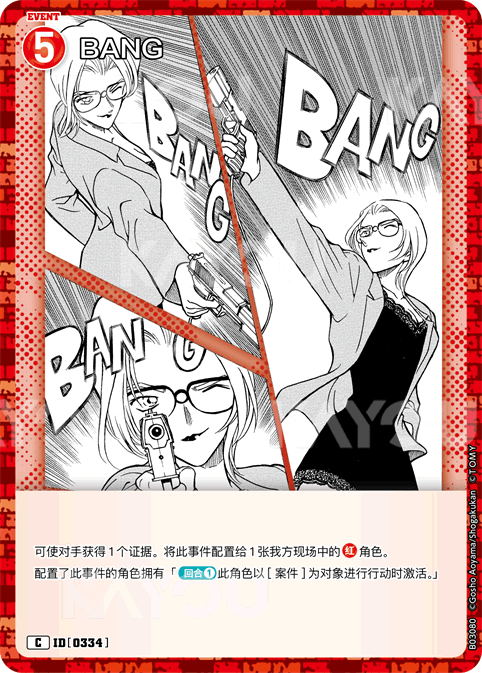 EVENT
5 BANG
BANG
BANG
BANG
BANG
可使对手获得1个证据。将此事件配置给1张我方现场中的红角色。
配置了此事件的角色拥有「回合1此角色以[案件]为对象进行行动时激活。」
C ID[0334]
B03080 ©Gosho Aoyama/Shogakukan ©TOMY
KAYOU